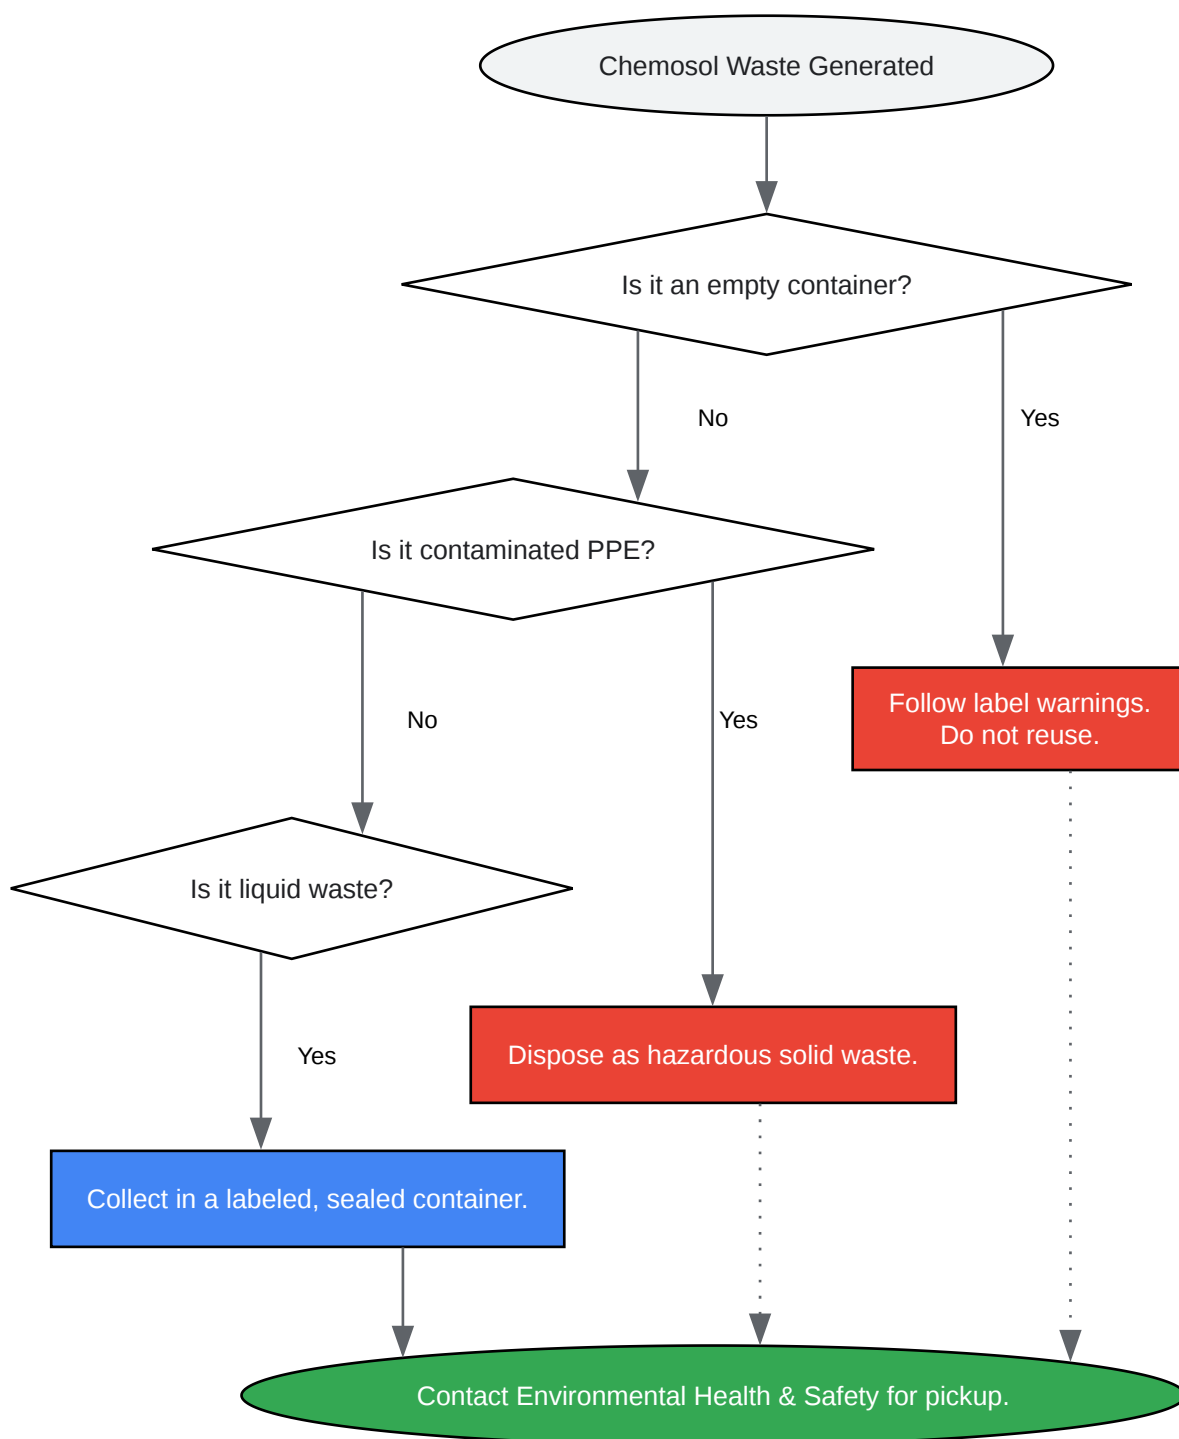 Chemosol Waste Generated
Is it an empty container?
No
Yes
Is it contaminated PPE?
Follow label warnings.
Do not reuse.
No
Yes
Is it liquid waste?
Yes
Dispose as hazardous solid waste.
Collect in a labeled, sealed container.
Contact Environmental Health & Safety for pickup.